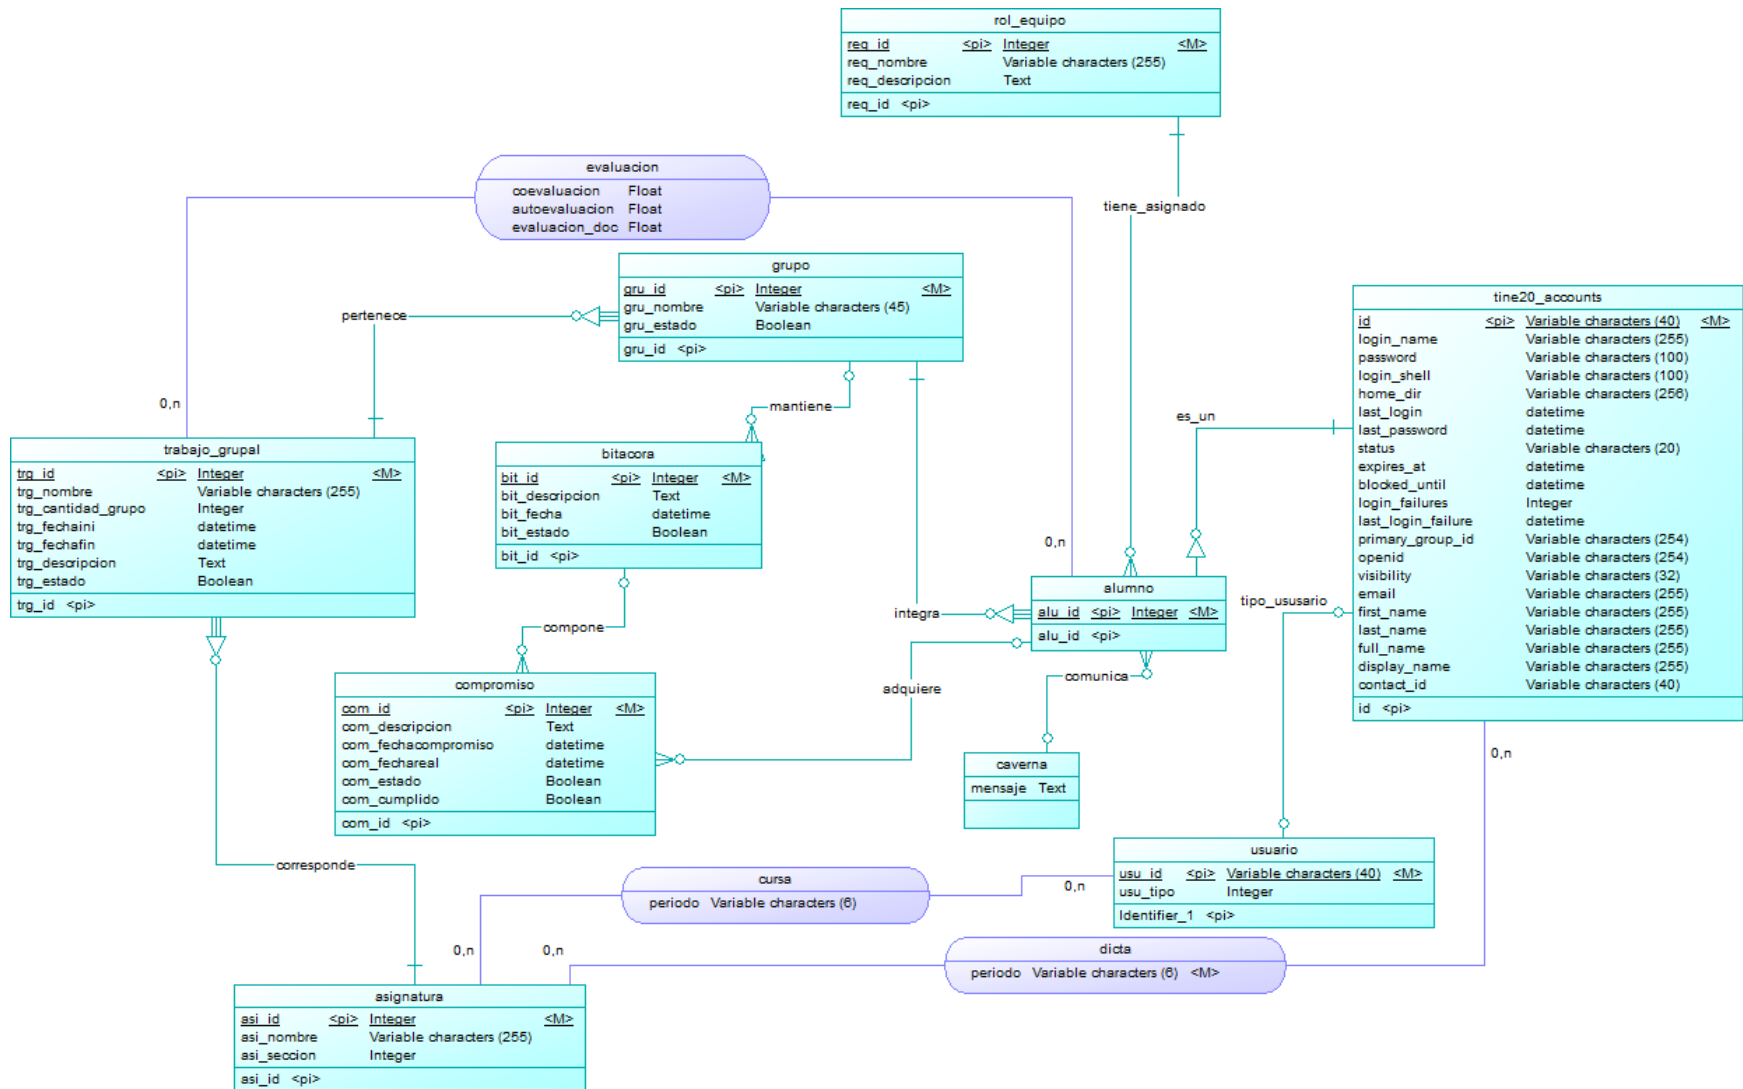 rol_equipo
req_id <pi> Integer <M>
req_nombre Variable characters (255)
req_descripcion Text
req_id <pi>
tiene_asignado
evaluacion
coevaluacion Float
autoevaluacion Float
evaluacion_doc Float
0,n
0,n
grupo
gru_id <pi> Integer <M>
gru_nombre Variable characters (45)
gru_estado Boolean
gru_id <pi>
pertenece
mantiene
tine20_accounts
id <pi> Variable characters (40) <M>
login_name Variable characters (255)
password Variable characters (100)
login_shell Variable characters (100)
home_dir Variable characters (256)
last_login datetime
last_password datetime
status Variable characters (20)
expires_at datetime
blocked_until datetime
login_failures Integer
last_login_failure datetime
primary_group_id Variable characters (254)
openid Variable characters (254)
visibility Variable characters (32)
email Variable characters (255)
first_name Variable characters (255)
last_name Variable characters (255)
full_name Variable characters (255)
display_name Variable characters (255)
contact_id Variable characters (40)
id <pi>
es_un
trabajo_grupal
trg_id <pi> Integer <M>
trg_nombre Variable characters (255)
trg_cantidad_grupo Integer
trg_fechaini datetime
trg_fechafin datetime
trg_descripcion Text
trg_estado Boolean
trg_id <pi>
bitacora
bit_id <pi> Integer <M>
bit_descripcion Text
bit_fecha datetime
bit_estado Boolean
bit_id <pi>
alumno
alu_id <pi> Integer <M>
alu_id <pi>
integra
tipo_ususario
compone
comunica
adquiere
compromiso
com_id <pi> Integer <M>
com_descripcion Text
com_fechacompromiso datetime
com_fechareal datetime
com_estado Boolean
com_cumplido Boolean
com_id <pi>
caverna
mensaje Text
0,n
usuario
usu_id <pi> Variable characters (40) <M>
usu_tipo Integer
Identifier_1 <pi>
corresponde
cursa
periodo Variable characters (6)
0,n
0,n
0,n
dicta
periodo Variable characters (6) <M>
asignatura
asi_id <pi> Integer <M>
asi_nombre Variable characters (255)
asi_seccion Integer
asi_id <pi>